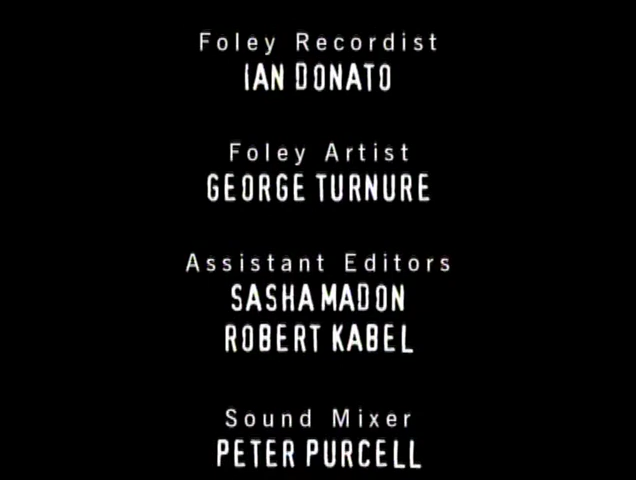 Foley Recordist
IAN DONATO
Foley Artist
GEORGE TURNURE
Assistant Editors
SASHA MADON
ROBERT KABEL
Sound Mixer
PETER PURCELL